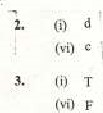 2. (i) d
(vi) c
3. (i) T
(vi) F